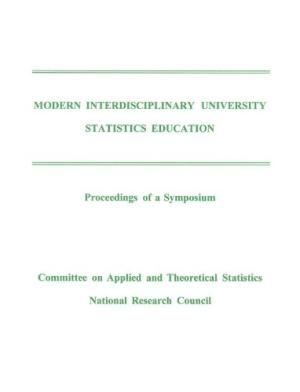 MODERN INTERDISCIPLINARY UNIVERSITY
STATISTICS EDUCATION
Proceedings of a Symposium
Committee on Applied and Theoretical Statistics
National Research Council